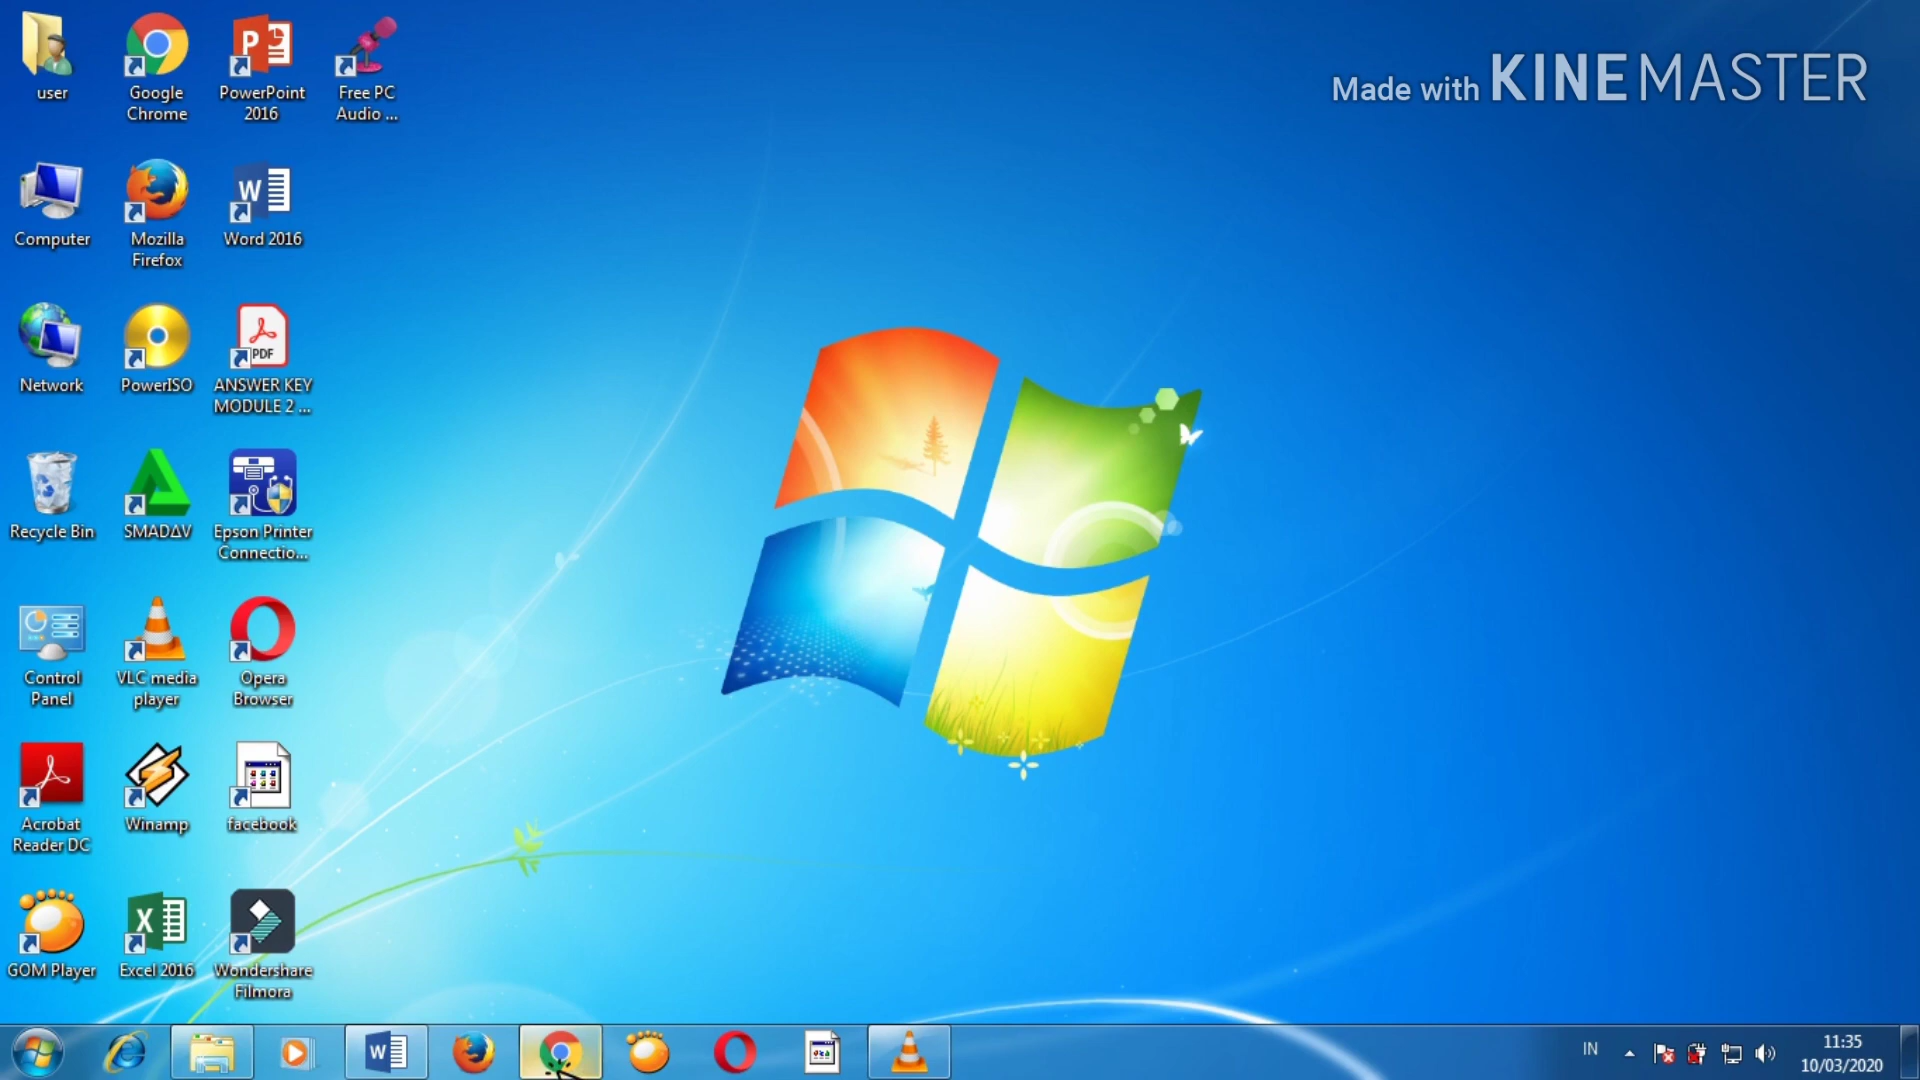 user
Google
Chrome
PowerPoint
2016
Free PC
Audio ...
Made with KINEMASTER
Computer
Mozilla
Firefox
W
Word 2016
Network
PowerISO
PDF
ANSWER KEY
MODULE 2 ...
Recycle Bin
SMADΔV
Epson Printer
Connectio...
Control
Panel
VLC media
player
Opera
Browser
Acrobat
Reader DC
Winamp
facebook
GOM Player
X
Excel 2016
Wondershare
Filmora
W
IN
11:35
10/03/2020
P